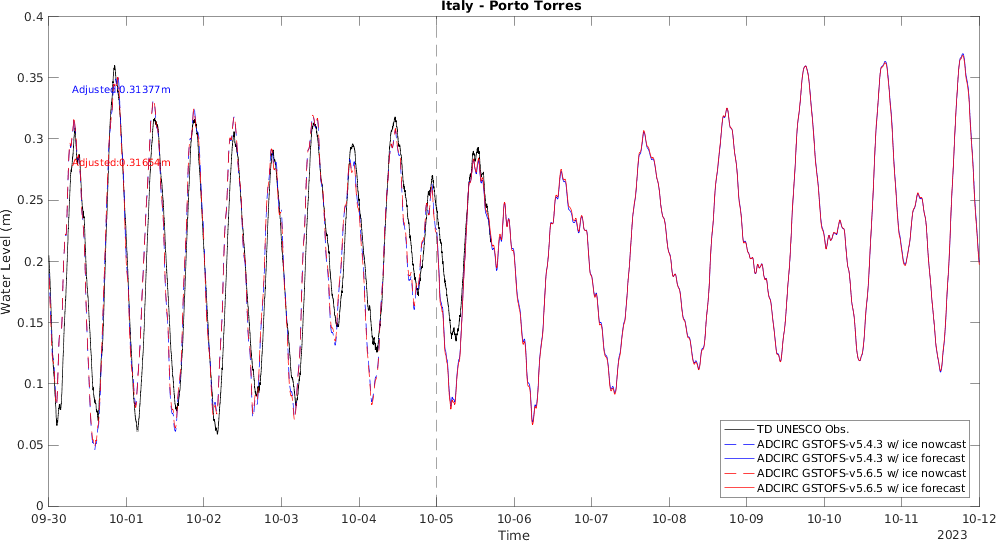 Italy - Porto Torres
0.4
0.35
0.3
0.25
0.2
0.15
0.1
0.05
0
Water Level (m)
Adjusted:0.31377m
Adjusted:0.31654m
TD UNESCO Obs.
ADCIRC GSTOFS-v5.4.3 w/ ice nowcast
ADCIRC GSTOFS-v5.4.3 w/ ice forecast
ADCIRC GSTOFS-v5.6.5 w/ ice nowcast
ADCIRC GSTOFS-v5.6.5 w/ ice forecast
09-30 10-01 10-02 10-03 10-04 10-05 10-06 10-07 10-08 10-09 10-10 10-11 10-12
Time
2023